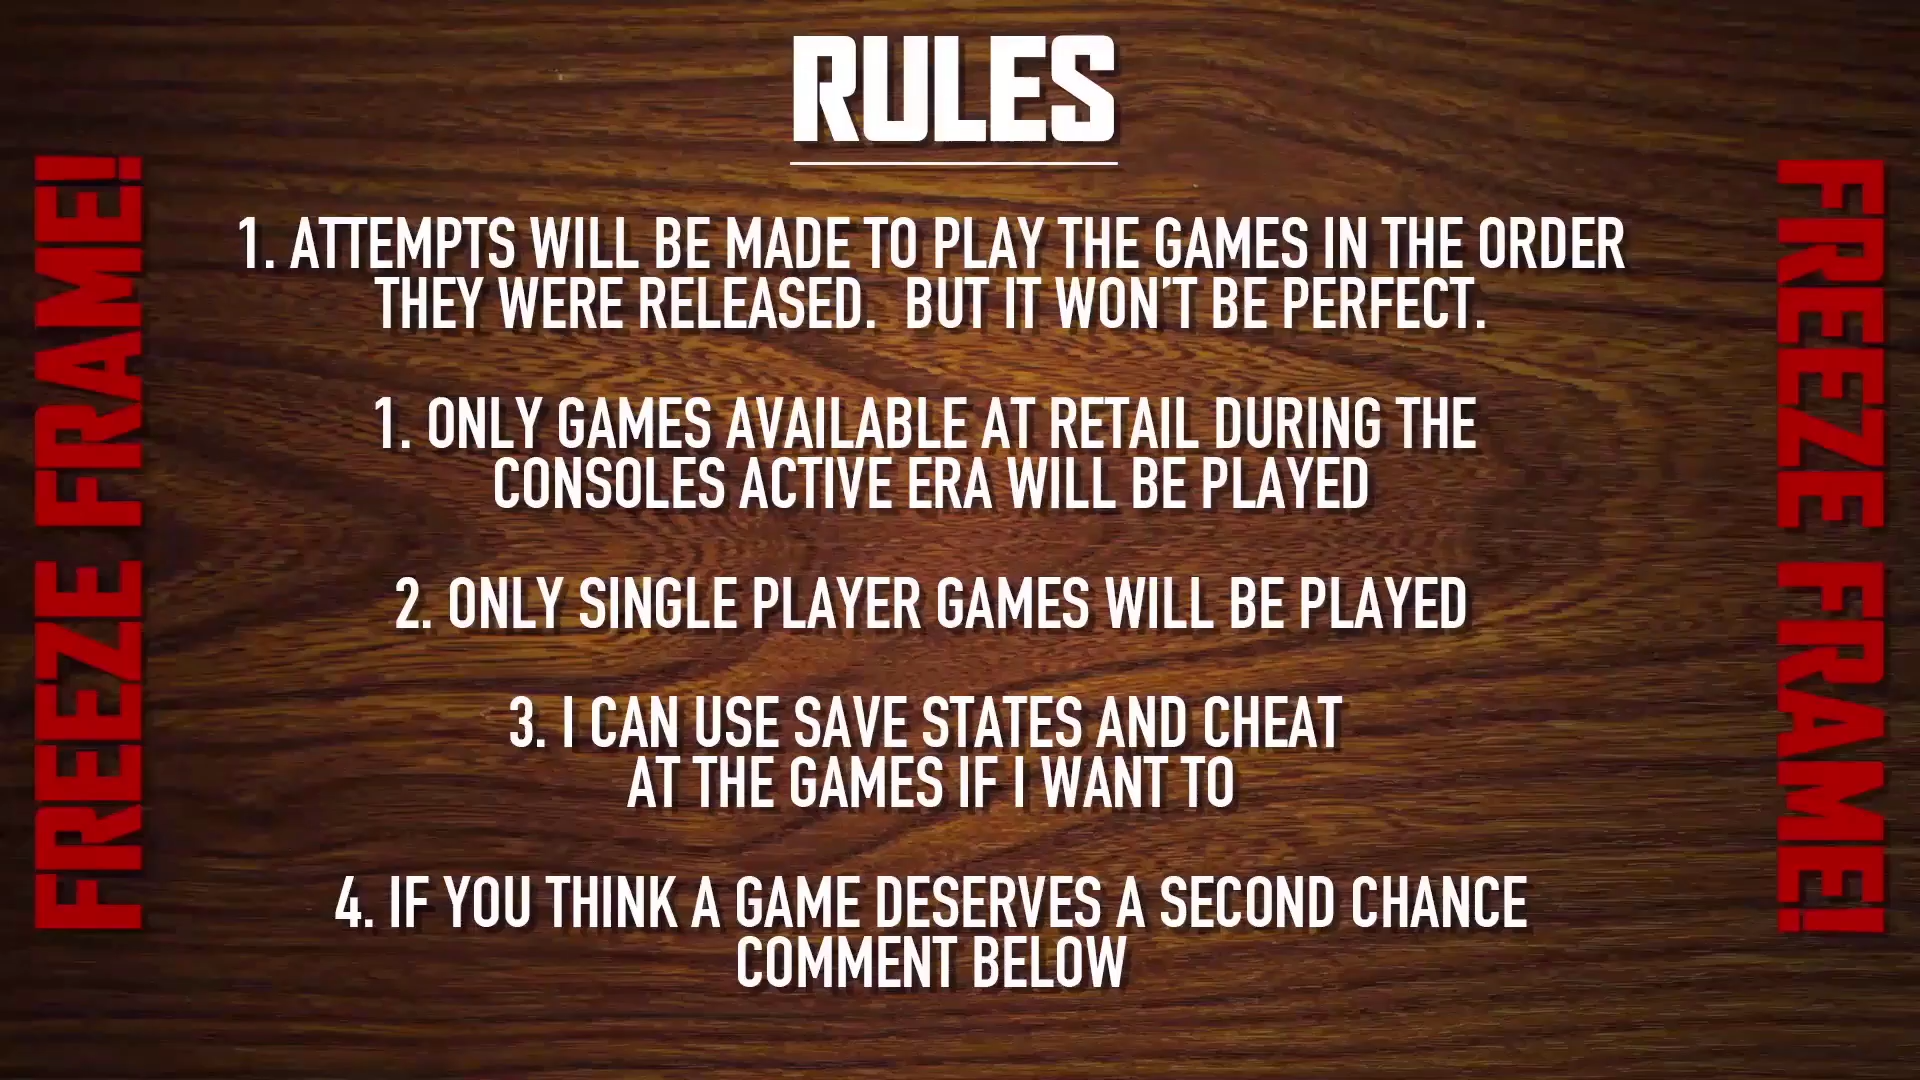 RULES
FREEZE FRAME!
1. ATTEMPTS WILL BE MADE TO PLAY THE GAMES IN THE ORDER
THEY WERE RELEASED.  BUT IT WON'T BE PERFECT.
1. ONLY GAMES AVAILABLE AT RETAIL DURING THE
CONSOLES ACTIVE ERA WILL BE PLAYED
2. ONLY SINGLE PLAYER GAMES WILL BE PLAYED
3. I CAN USE SAVE STATES AND CHEAT
AT THE GAMES IF I WANT TO
4. IF YOU THINK A GAME DESERVES A SECOND CHANCE
COMMENT BELOW
FREEZE FRAME!